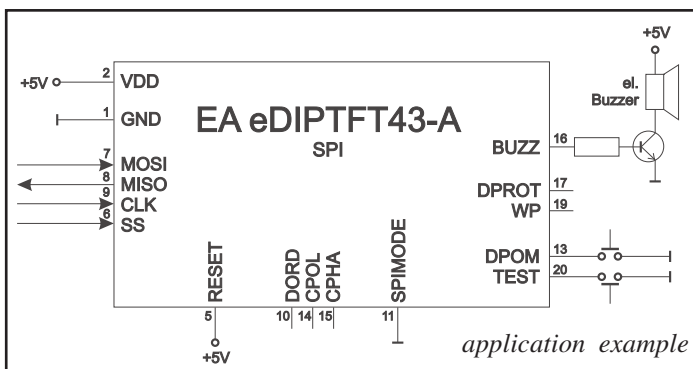 +5V
el.
Buzzer
+5V
2
VDD
1
GND
EA eDIPTFT43-A
SPI
7
MOSI
8
MISO
9
CLK
6
SS
BUZZ
16
DPROT
17
WP
19
DPOM
13
TEST
20
RESET
DORD
CPOL
CPHA
SPIMODE
5
10
14
15
11
+5V
application example